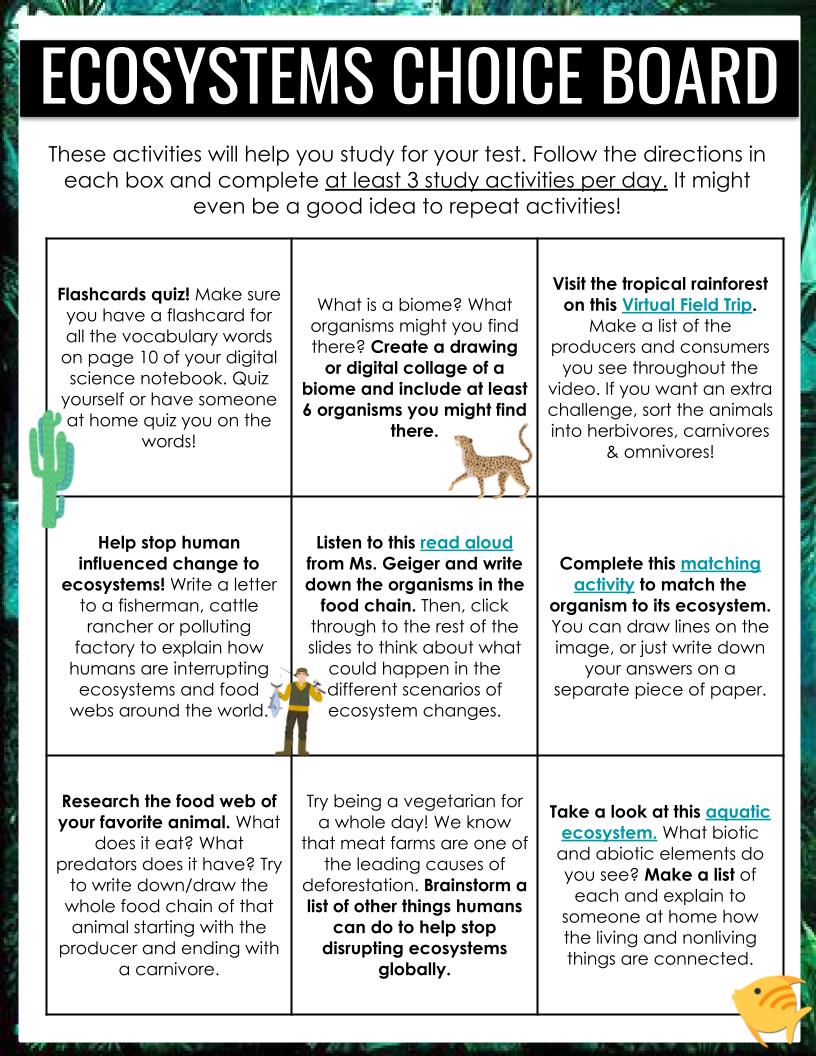 ECOSYSTEMS CHOICE BOARD
These activities will help you study for your test. Follow the directions in
each box and complete at least 3 study activities per day. It might
even be a good idea to repeat activities!
Flashcards quiz! Make sure
you have a flashcard for
all the vocabulary words
on page 10 of your digital
science notebook. Quiz
yourself or have someone
at home quiz you on the
words!
What is a biome? What
organisms might you find
there? Create a drawing
or digital collage of a
biome and include at least
6 organisms you might find
there.
Visit the tropical rainforest
on this Virtual Field Trip.
Make a list of the
producers and consumers
you see throughout the
video. If you want an extra
challenge, sort the animals
into herbivores, carnivores
& omnivores!
Help stop human
influenced change to
ecosystems! Write a letter
to a fisherman, cattle
rancher or polluting
factory to explain how
humans are interrupting
ecosystems and food
webs around the world.
Listen to this read aloud
from Ms. Geiger and write
down the organisms in the
food chain. Then, click
through to the rest of the
slides to think about what
could happen in the
different scenarios of
ecosystem changes.
Complete this matching
activity to match the
organism to its ecosystem.
You can draw lines on the
image, or just write down
your answers on a
separate piece of paper.
Research the food web of
your favorite animal. What
does it eat? What
predators does it have? Try
to write down/draw the
whole food chain of that
animal starting with the
producer and ending with
a carnivore.
Try being a vegetarian for
a whole day! We know
that meat farms are one of
the leading causes of
deforestation. Brainstorm a
list of other things humans
can do to help stop
disrupting ecosystems
globally.
Take a look at this aquatic
ecosystem. What biotic
and abiotic elements do
you see? Make a list of
each and explain to
someone at home how
the living and nonliving
things are connected.